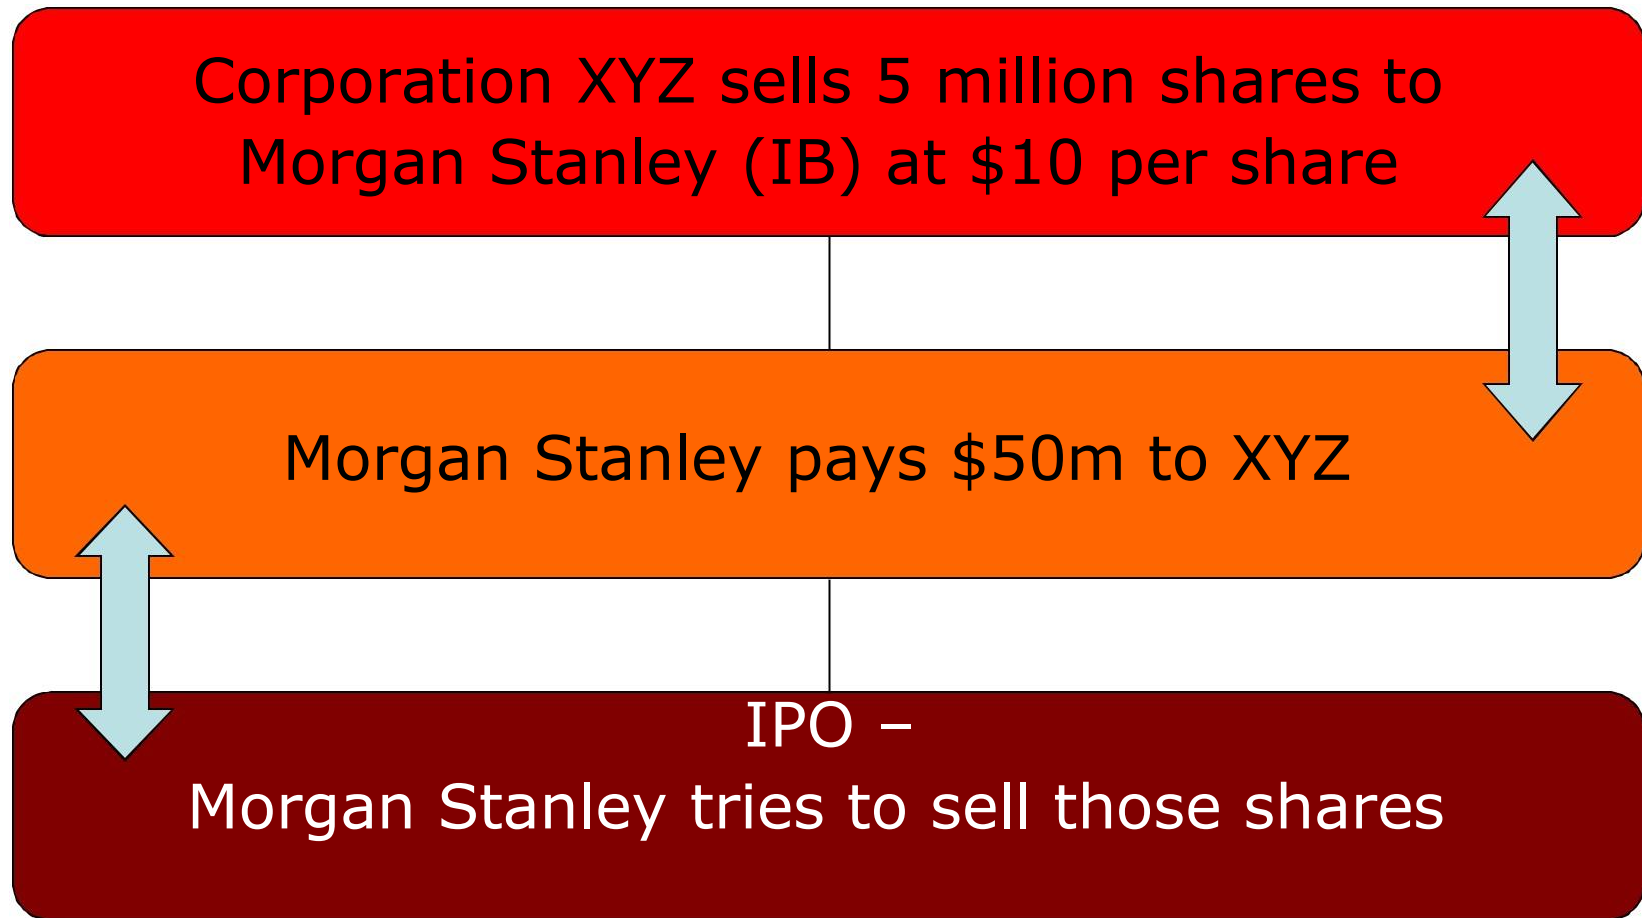 Corporation XYZ sells 5 million shares to
Morgan Stanley (IB) at $10 per share
Morgan Stanley pays $50m to XYZ
IPO –
Morgan Stanley tries to sell those shares